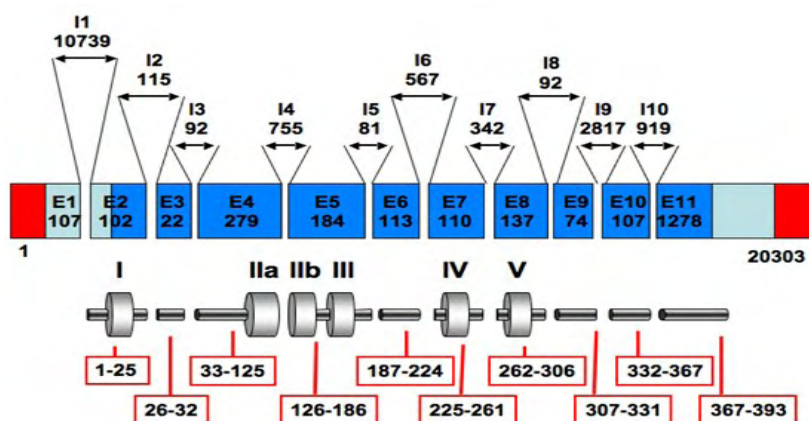 I1
10739
I2
115
I3
92
I4
755
I5
81
I6
567
I7
342
I8
92
I9
2817
I10
919
E1
107
E2
102
E3
22
E4
279
E5
184
E6
113
E7
110
E8
137
E9
74
E10
107
E11
1278
1
20303
I
IIa
IIb
III
IV
V
1-25
33-125
187-224
262-306
332-367
26-32
126-186
225-261
307-331
367-393